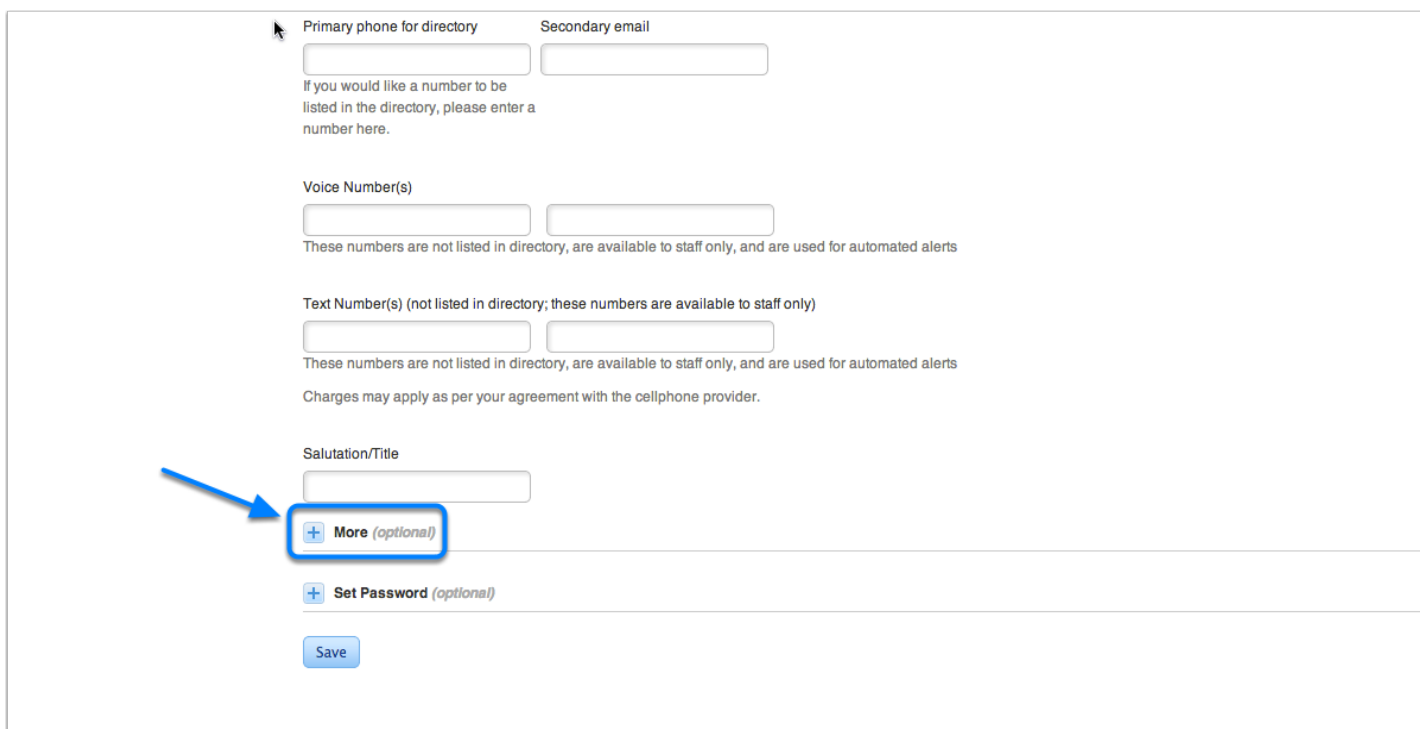 Primary phone for directory
Secondary email
If you would like a number to be
listed in the directory, please enter a
number here.
Voice Number(s)
These numbers are not listed in directory, are available to staff only, and are used for automated alerts
Text Number(s) (not listed in directory; these numbers are available to staff only)
These numbers are not listed in directory, are available to staff only, and are used for automated alerts
Charges may apply as per your agreement with the cellphone provider.
Salutation/Title
More (optional)
Set Password (optional)
Save